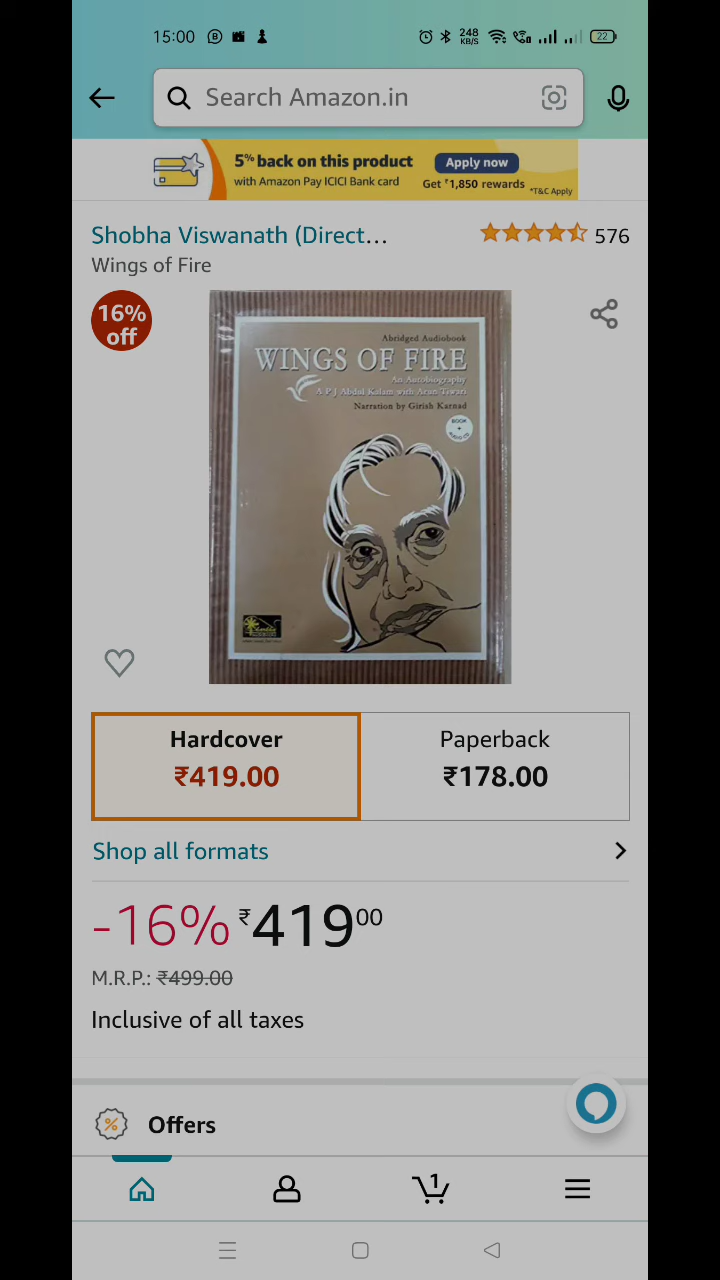 15:00
248
KB/S
22
Search Amazon.in
5% back on this product
with Amazon Pay ICICI Bank card
Apply now
Get ₹1,850 rewards
*T&C Apply
Shobha Viswanath (Direct...
576
Wings of Fire
16%
off
Abridged Audiobook
WINGS OF FIRE
An Autobiography
A P J Abdul Kalam with Arun Tiwari
Narration by Girish Karnad
BOOK
+
AUDIO CD
Hardcover
₹419.00
Paperback
₹178.00
Shop all formats
-16% ₹41900
M.R.P.: ₹499.00
Inclusive of all taxes
% Offers
1